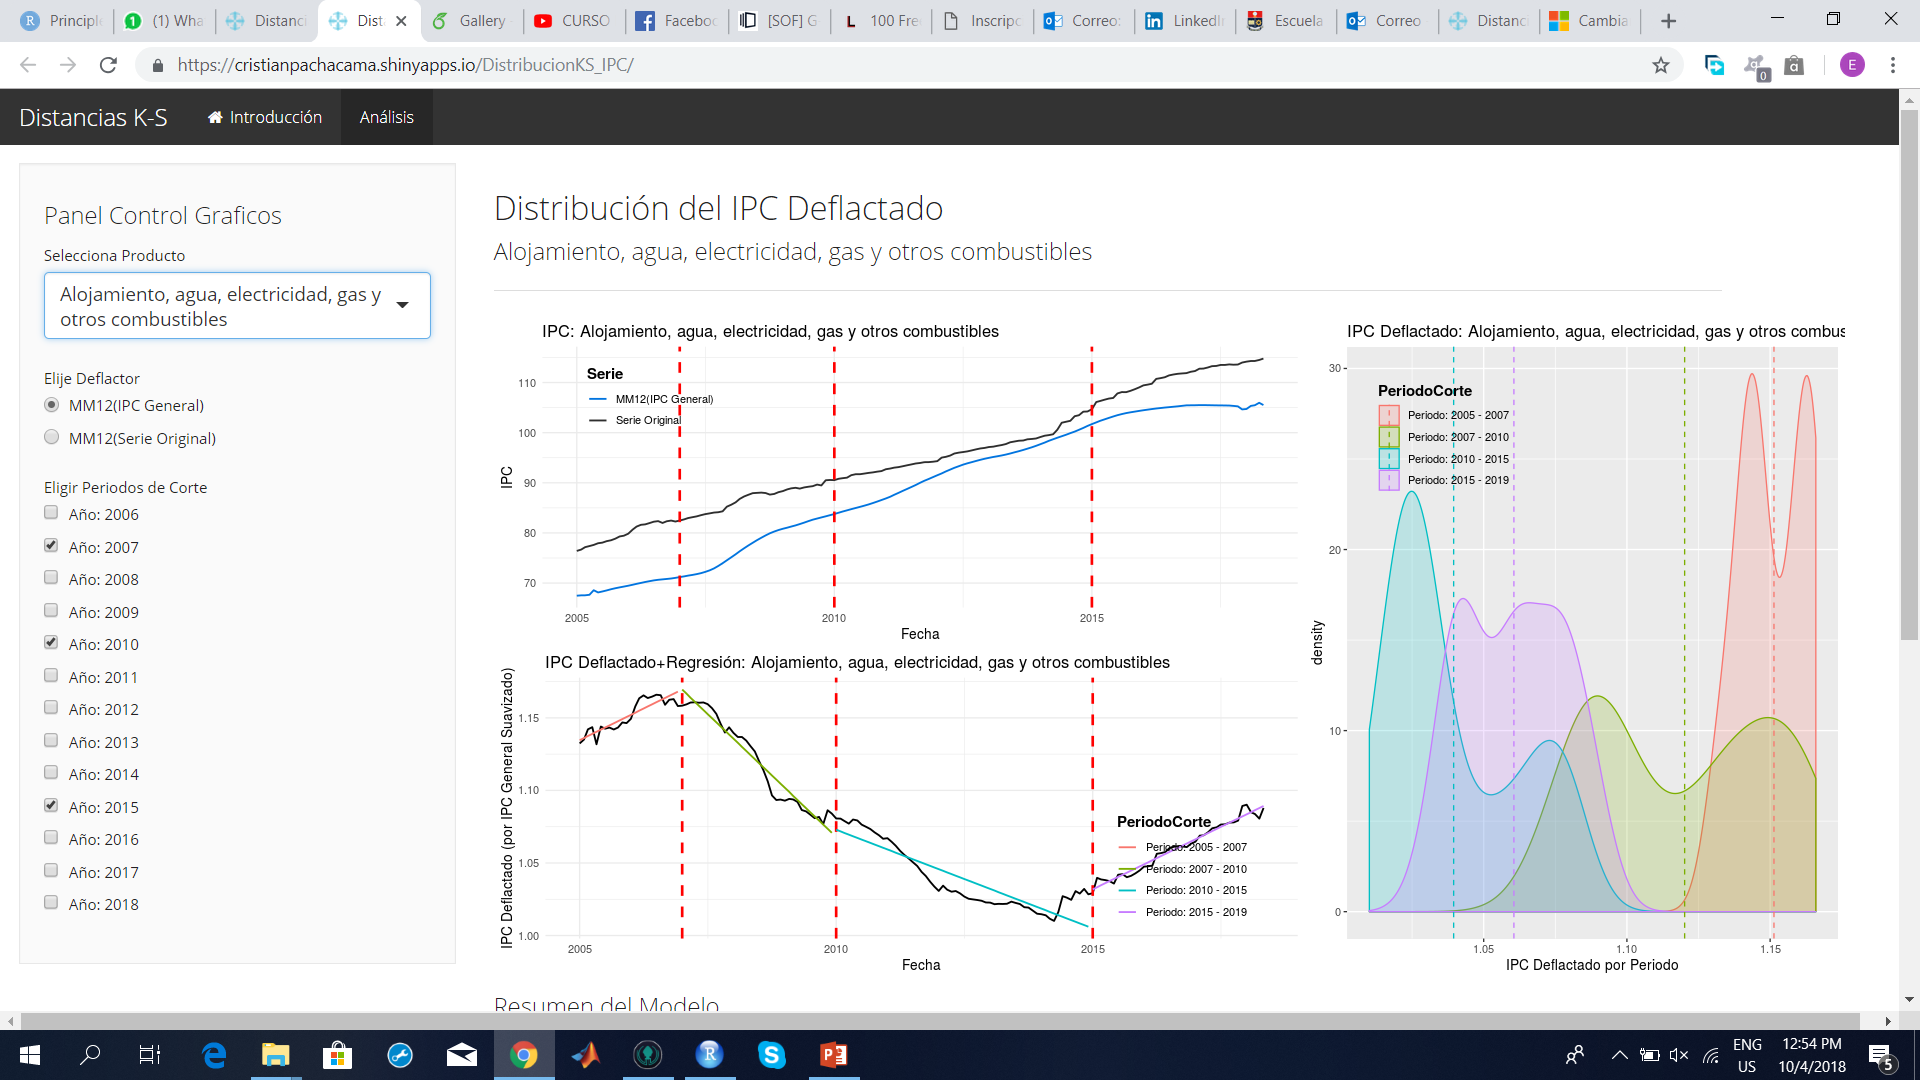 Principl
(1) Wha
Distanci
Dist
Gallery
CURSO
Faceboo
[SOF] G
100 Fre
Inscripc
Correo:
LinkedIn
Escuela
Correo
Distanc
Cambia
https://cristianpachacama.shinyapps.io/DistribucionKS_IPC/
0
E
Distancias K-S
Introducción
Análisis
Panel Control Graficos
Selecciona Producto
Alojamiento, agua, electricidad, gas y
otros combustibles
Elije Deflactor
MM12(IPC General)
MM12(Serie Original)
Eligir Periodos de Corte
Año: 2006
Año: 2007
Año: 2008
Año: 2009
Año: 2010
Año: 2011
Año: 2012
Año: 2013
Año: 2014
Año: 2015
Año: 2016
Año: 2017
Año: 2018
Distribución del IPC Deflactado
Alojamiento, agua, electricidad, gas y otros combustibles
IPC: Alojamiento, agua, electricidad, gas y otros combustibles
Serie
MM12(IPC General)
Serie Original
IPC
110
100
90
80
70
2005
2010
2015
Fecha
IPC Deflactado+Regresión: Alojamiento, agua, electricidad, gas y otros combustibles
IPC Deflactado (por IPC General Suavizado)
1.15
1.10
1.05
1.00
PeriodoCorte
Periodo: 2005 - 2007
Periodo: 2007 - 2010
Periodo: 2010 - 2015
Periodo: 2015 - 2019
2005
2010
2015
Fecha
IPC Deflactado: Alojamiento, agua, electricidad, gas y otros combus
PeriodoCorte
Periodo: 2005 - 2007
Periodo: 2007 - 2010
Periodo: 2010 - 2015
Periodo: 2015 - 2019
density
30
20
10
0
1.05
1.10
1.15
IPC Deflactado por Periodo
Resumen del Modelo
ENG
US
12:54 PM
10/4/2018
5